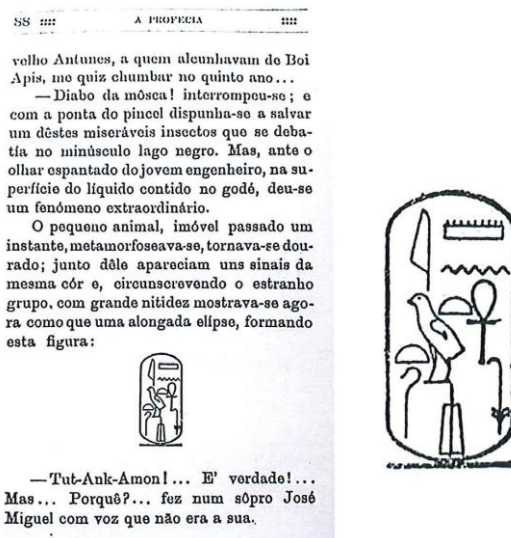 88 :::: A PROFECIA ::::
velho Antunes, a quem alcunhavam de Boi
Apis, me quiz chumbar no quinto ano...
— Diabo da môsca! interrompeu-se; e
com a ponta do pincel dispunha-se a salvar
um dêstes miseráveis insectos que se deba-
tía no minúsculo lago negro. Mas, ante o
olhar espantado do jovem engenheiro, na su-
perfície do líquido contido no godé, deu-se
um fenómeno extraordinário.
O pequeno animal, imóvel passado um
instante, metamorfoseava-se, tornava-se dou-
rado; junto dêle apareciam uns sinais da
mesma côr e, circunscrevendo o estranho
grupo, com grande nitidez mostrava-se ago-
ra como que uma alongada elípse, formando
esta figura:
— Tut-Ank-Amon!... E' verdade!...
Mas... Porquê?... fez num sôpro José
Miguel com voz que não era a sua.